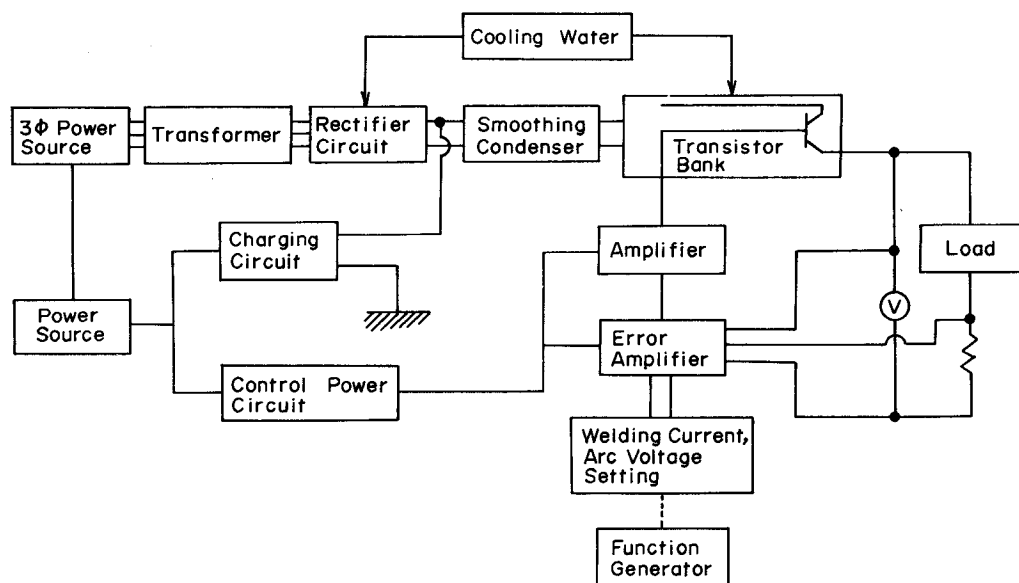 Cooling Water
3Φ Power
Source
Transformer
Rectifier
Circuit
Smoothing
Condenser
Transistor
Bank
Charging
Circuit
Amplifier
Load
Power
Source
V
Error
Amplifier
Control Power
Circuit
Welding Current,
Arc Voltage
Setting
Function
Generator